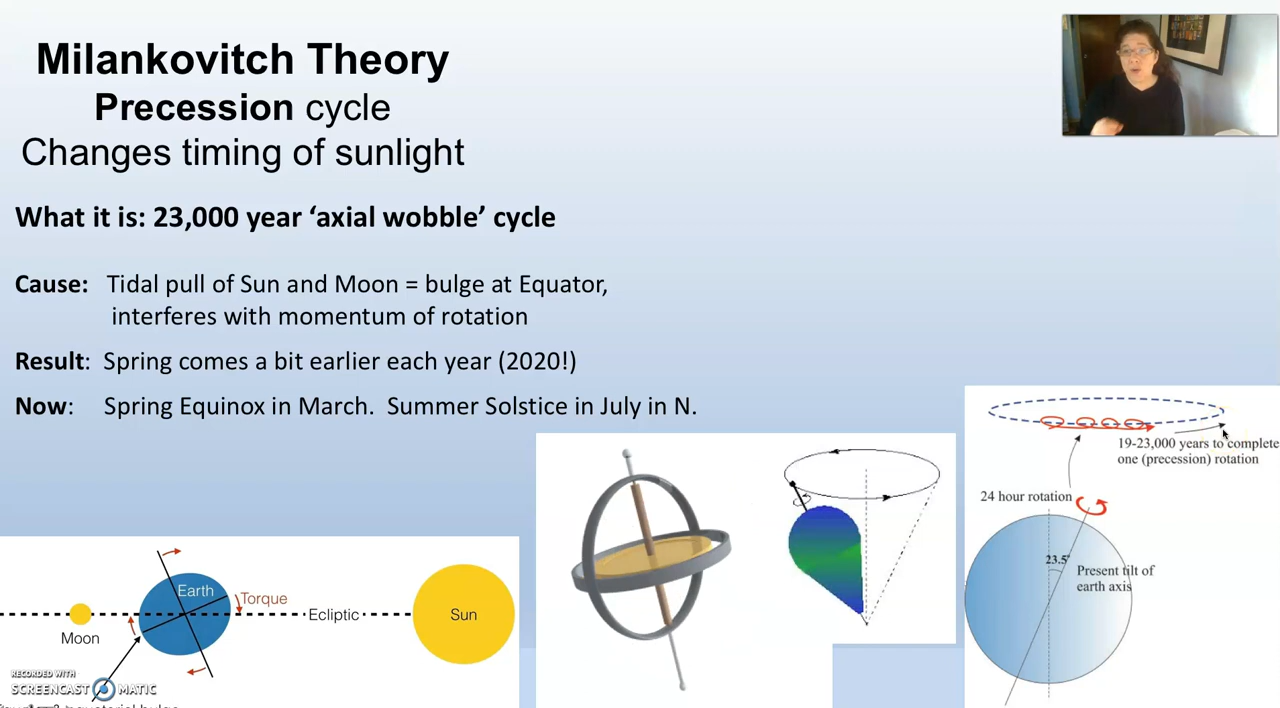 Milankovitch Theory
Precession cycle
Changes timing of sunlight
What it is: 23,000 year ‘axial wobble’ cycle
Cause: Tidal pull of Sun and Moon = bulge at Equator,
interferes with momentum of rotation
Result: Spring comes a bit earlier each year (2020!)
Now: Spring Equinox in March. Summer Solstice in July in N.
19-23,000 years to complete
one (precession) rotation
24 hour rotation
23.5°
Present tilt of
earth axis
Earth
Torque
Ecliptic
Sun
Moon
RECORDED WITH
SCREENCAST MATIC